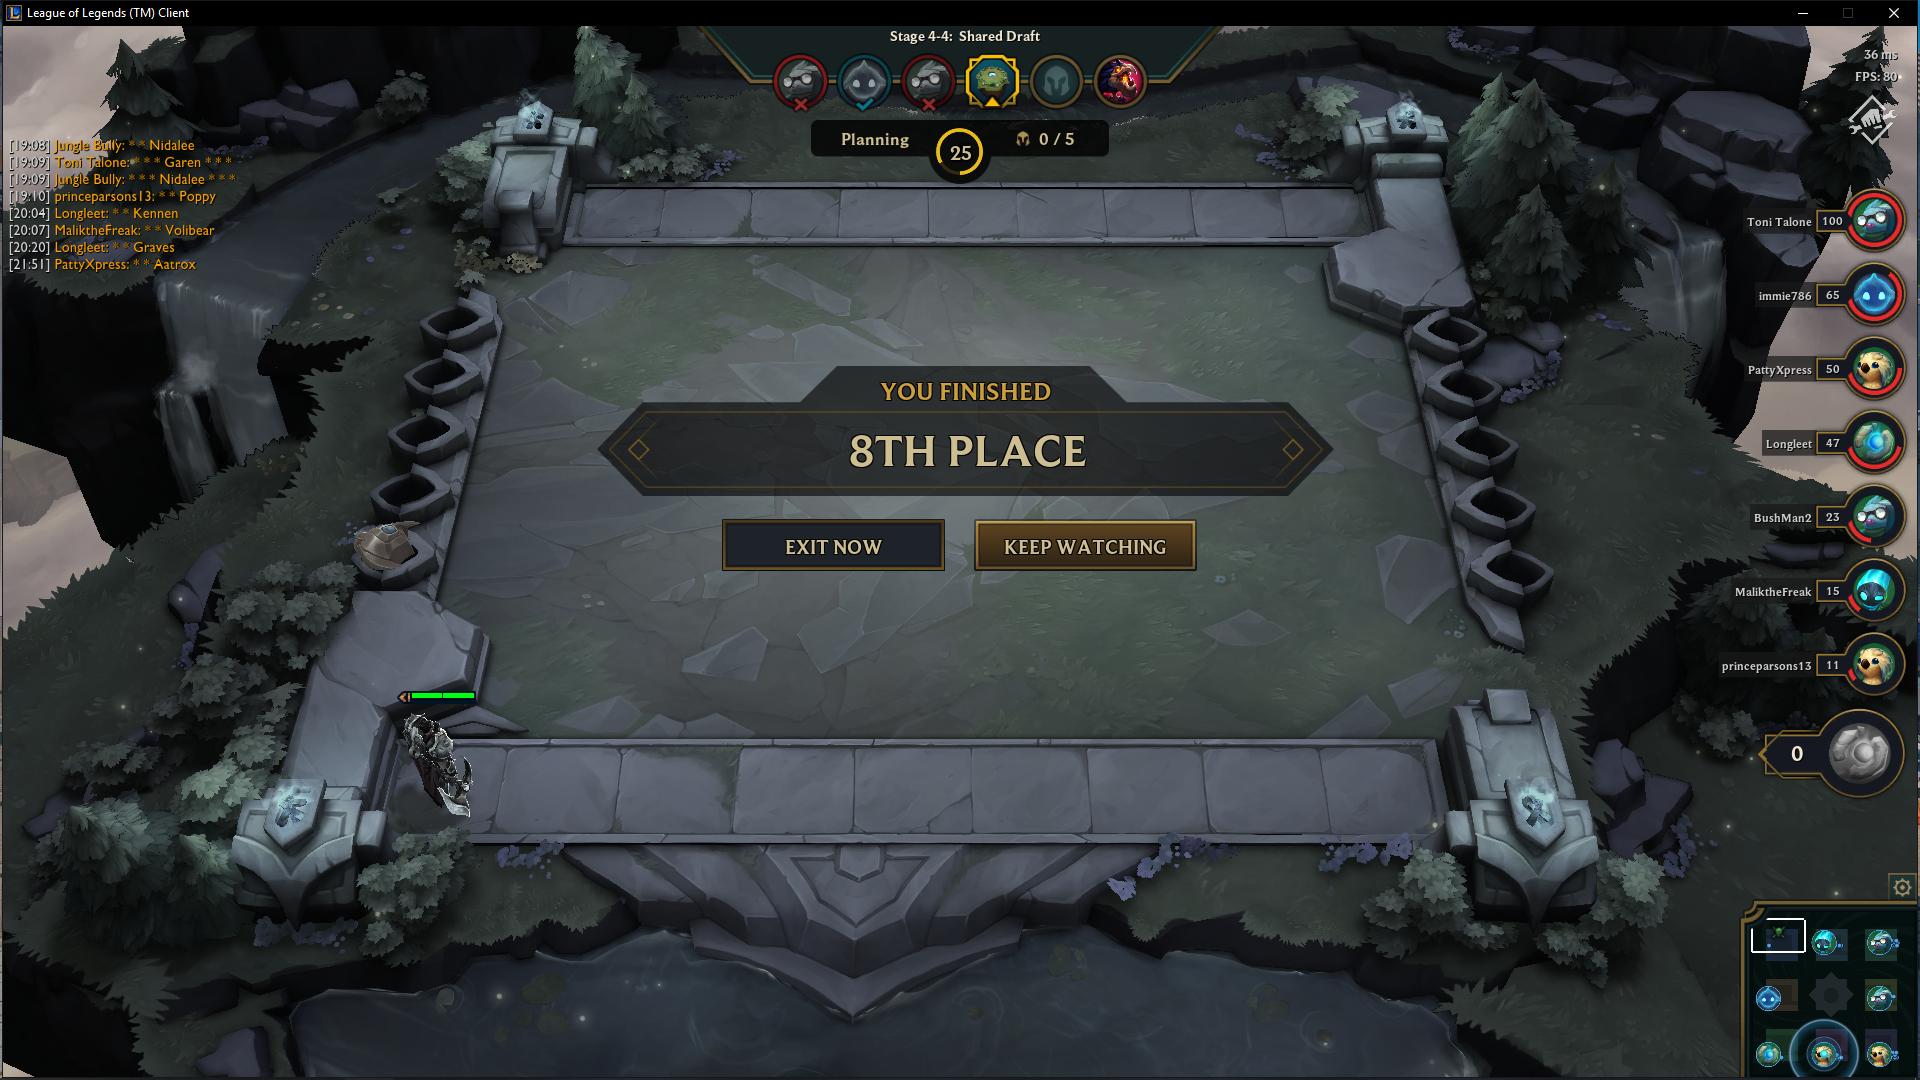 League of Legends (TM) Client
Stage 4-4: Shared Draft
36 ms
FPS: 80
Planning
25
0 / 5
[19:08] Jungle Bully: * * Nidalee
[19:09] Toni Talone: * * * Garen * * *
[19:09] Jungle Bully: * * * Nidalee * * *
[19:10] princeparsons13: * * Poppy
[20:04] Longleet: * * Kennen
[20:07] MaliktheFreak: * * Volibear
[20:20] Longleet: * * Graves
[21:51] PattyXpress: * * Aatrox
Toni Talone 100
immie786 65
PattyXpress 50
Longleet 47
BushMan2 23
MaliktheFreak 15
princeparsons13 11
0
YOU FINISHED
8TH PLACE
EXIT NOW
KEEP WATCHING